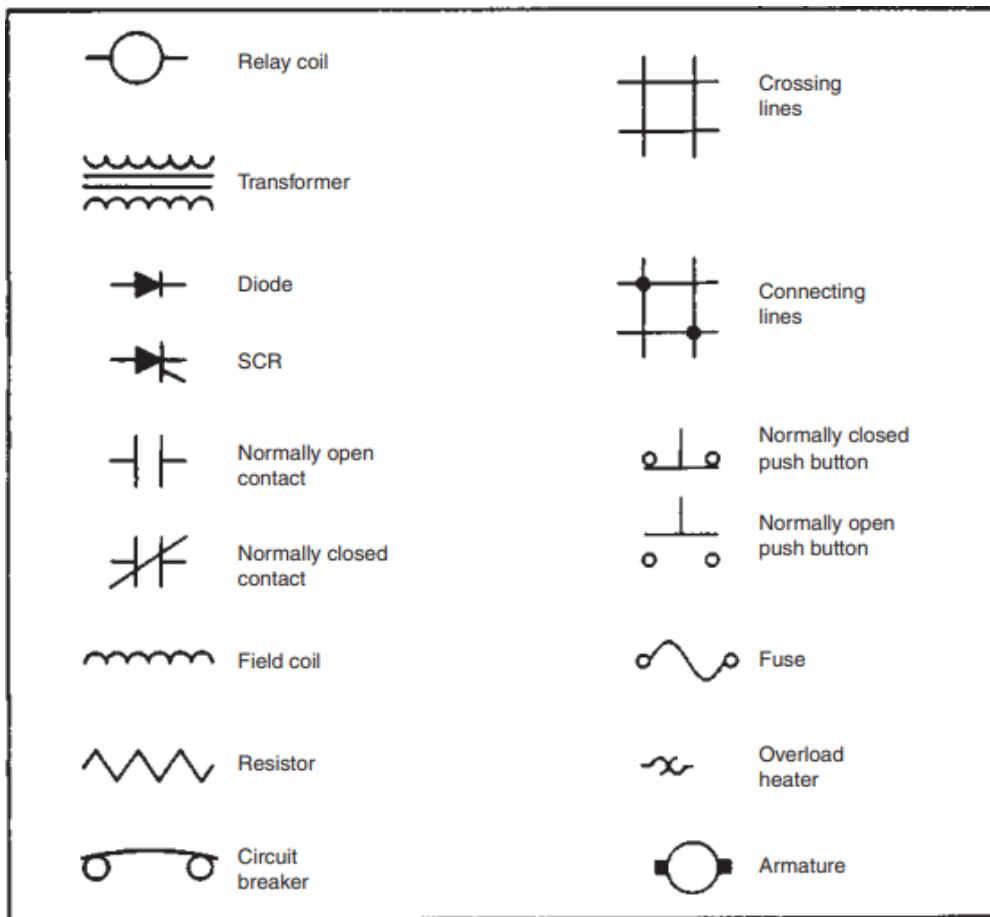 Relay coil
Transformer
Diode
SCR
Normally open
contact
Normally closed
contact
Field coil
Resistor
Circuit
breaker
Crossing
lines
Connecting
lines
Normally closed
push button
Normally open
push button
Fuse
Overload
heater
Armature